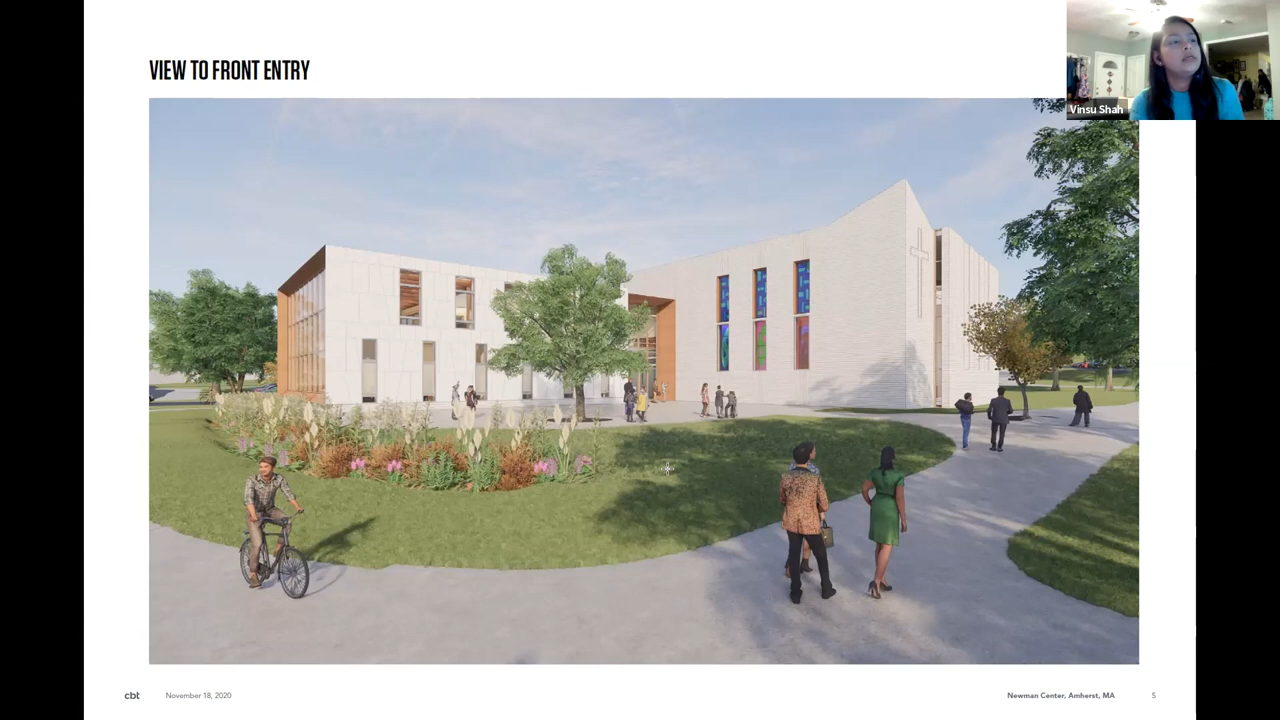 VIEW TO FRONT ENTRY
Vinsu Shah
cbt
November 18, 2020
Newman Center, Amherst, MA
5